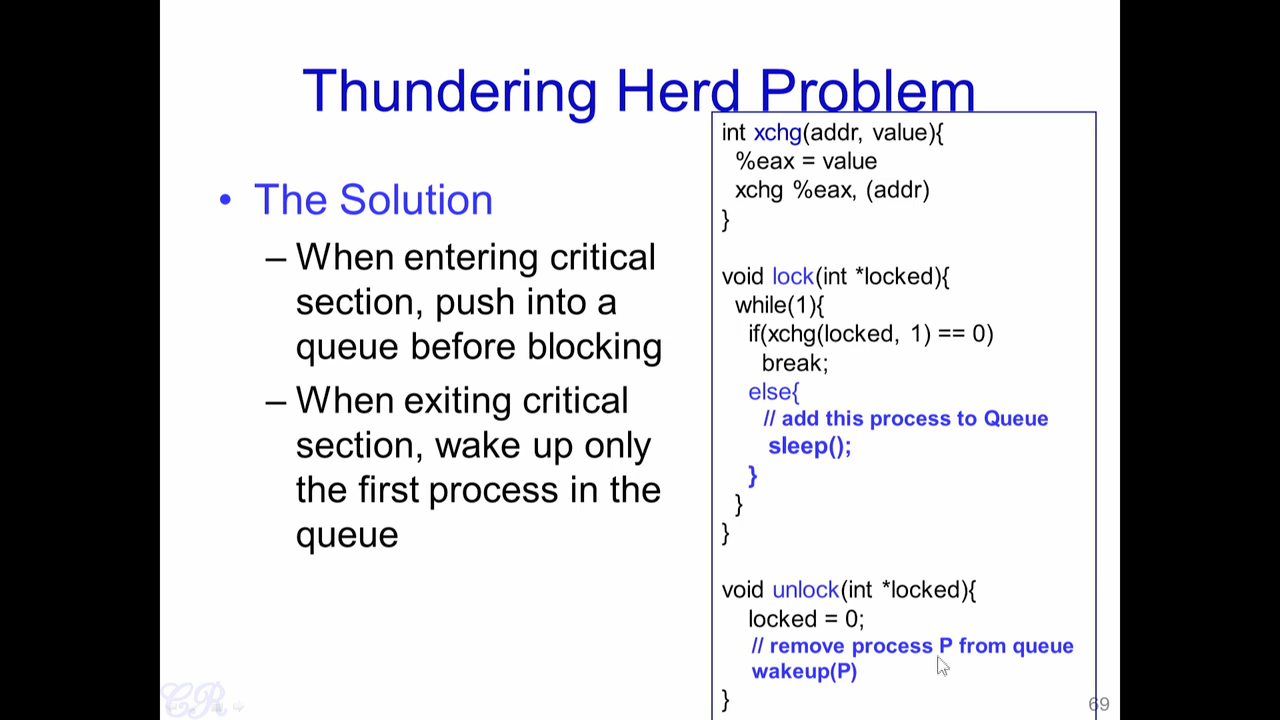 Thundering Herd Problem
• The Solution
– When entering critical
section, push into a
queue before blocking
– When exiting critical
section, wake up only
the first process in the
queue
int xchg(addr, value){
%eax = value
xchg %eax, (addr)
}
void lock(int *locked){
while(1){
if(xchg(locked, 1) == 0)
break;
else{
// add this process to Queue
sleep();
}
}
}
void unlock(int *locked){
locked = 0;
// remove process P from queue
wakeup(P)
}
CR
69